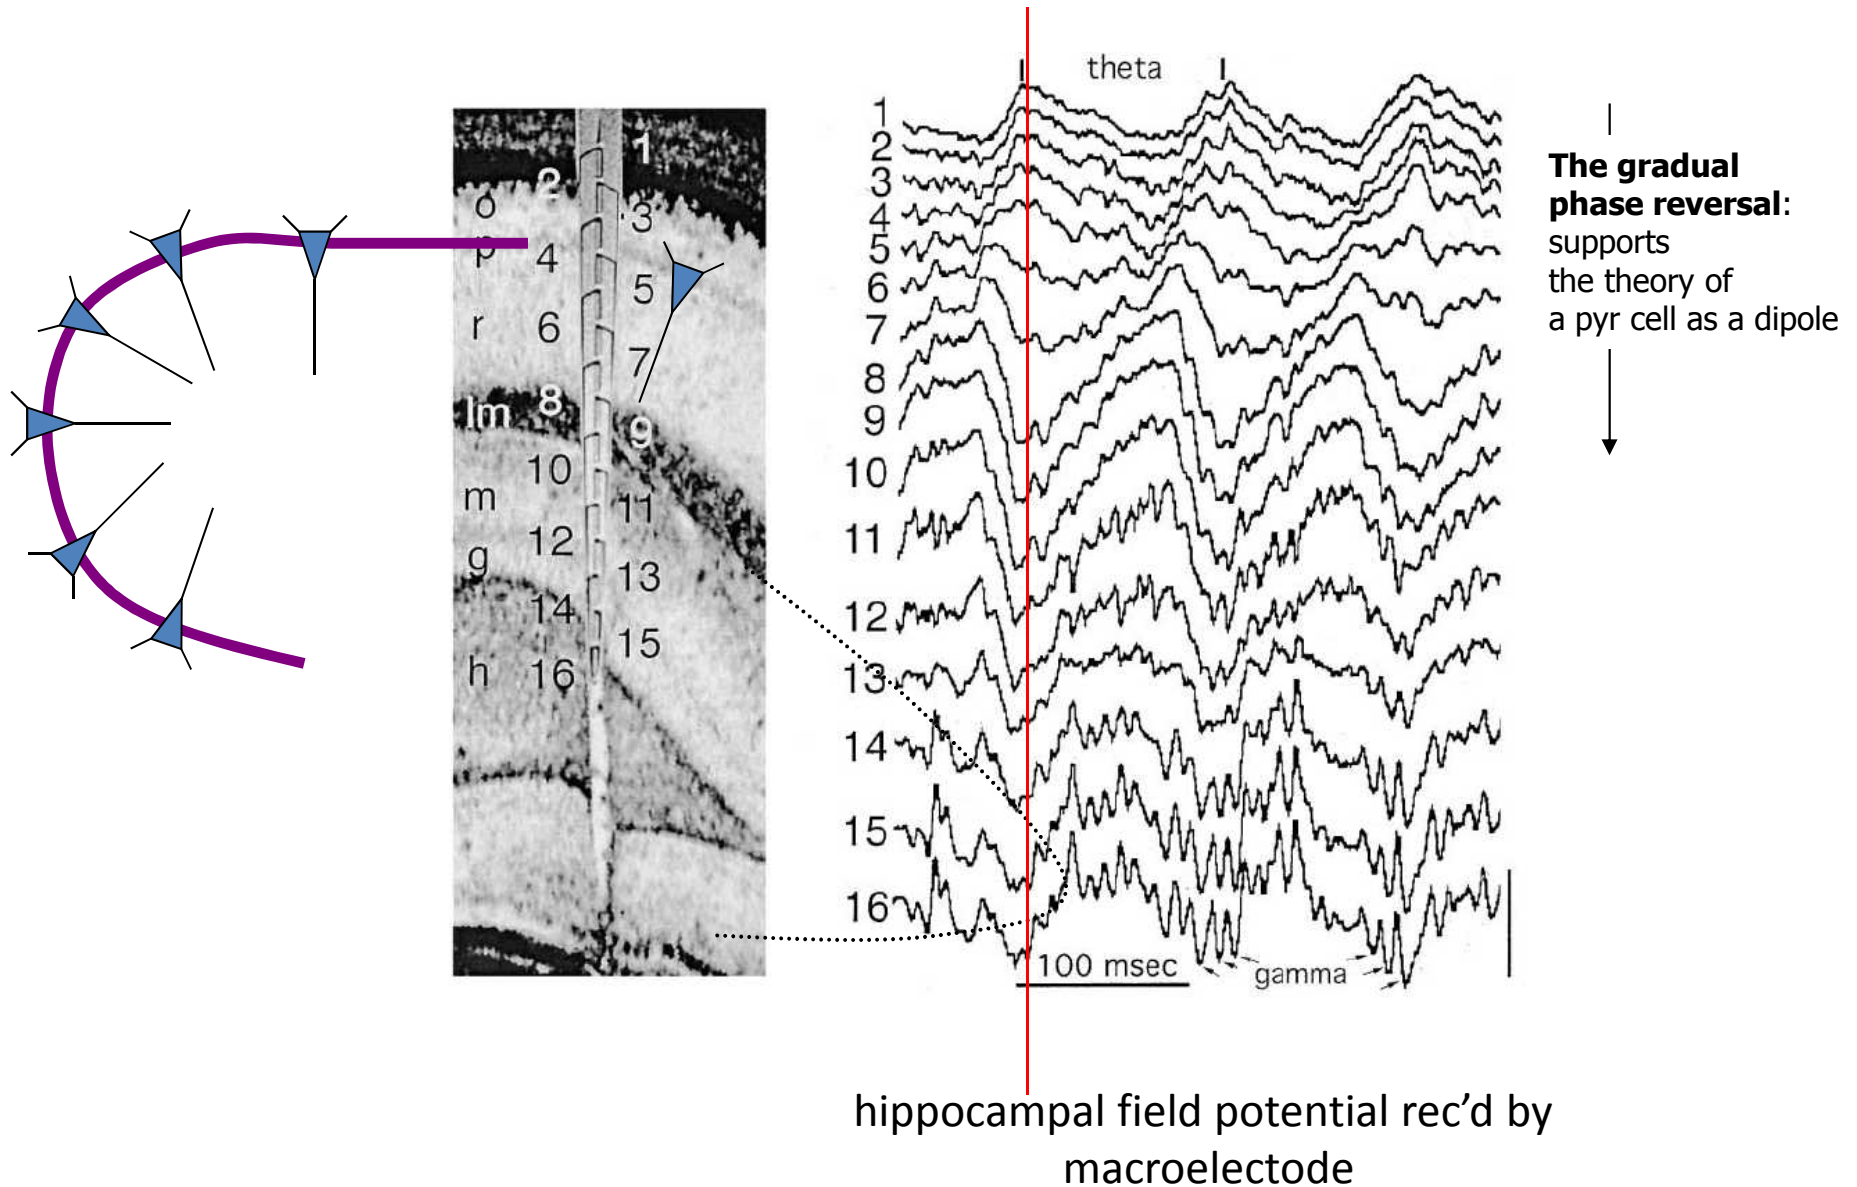 theta
1
2
3
4
5
6
7
8
9
10
11
12
13
14
15
16
100 msec
gamma
1
2
o
3
p
4
5
r
6
7
lm
8
9
10
m
11
12
g
13
14
15
h
16
The gradual
phase reversal:
supports
the theory of
a pyr cell as a dipole
hippocampal field potential rec’d by
macroelectode